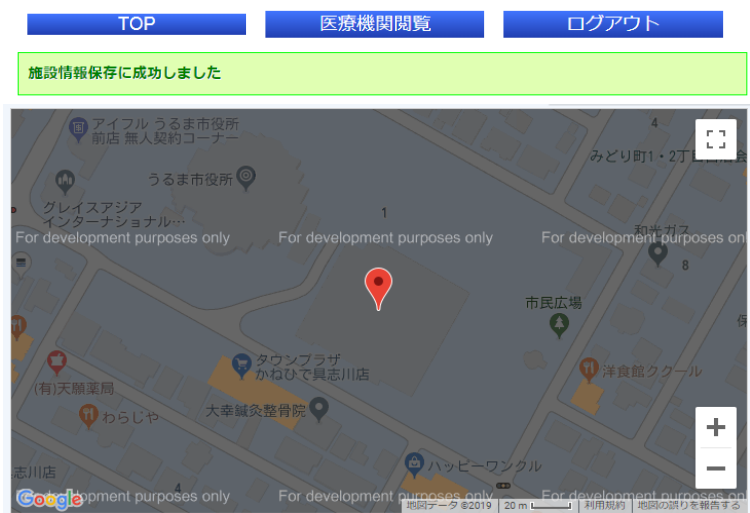 TOP
医療機関閲覧
ログアウト
施設情報保存に成功しました
アイフル うるま市役所
前店 無人契約コーナー
4
みどり町1・2丁目
うるま市役所
グレイスアジア
インターナショナル…
1
和光ガス
For development purposes only
For development purposes only
For development purposes onl
8
市民広場
保
タウンプラザ
かねひで具志川店
洋食館ククール
(有)天願薬局
わらじや
大幸鍼灸整骨院
志川店
ハッピーワンクル
4
Google
opment purposes only
For development purposes only
For development purposes onl
地図データ ©2019
20 m
利用規約
地図の誤りを報告する